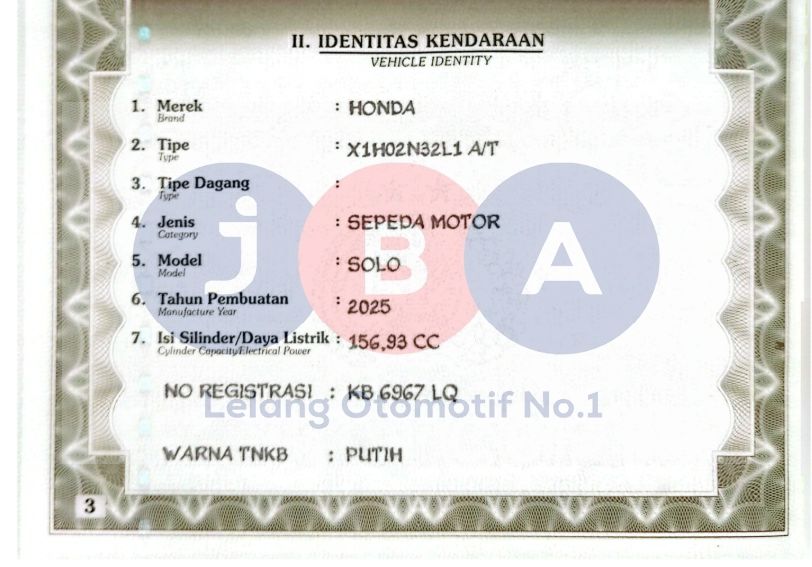 II. IDENTITAS KENDARAAN
VEHICLE IDENTITY
1. Merek : HONDA
Brand
2. Tipe : X1H02N32L1 A/T
Type
3. Tipe Dagang :
Type
4. Jenis : SEPEDA MOTOR
Category
5. Model : SOLO
Model
6. Tahun Pembuatan : 2025
Manufacture Year
7. Isi Silinder/Daya Listrik : 156,93 CC
Cylinder Capacity/Electrical Power
NO REGISTRASI : KB 6967 LQ
WARNA TNKB : PUTIH
3
jBA
Lelang Otomotif No.1